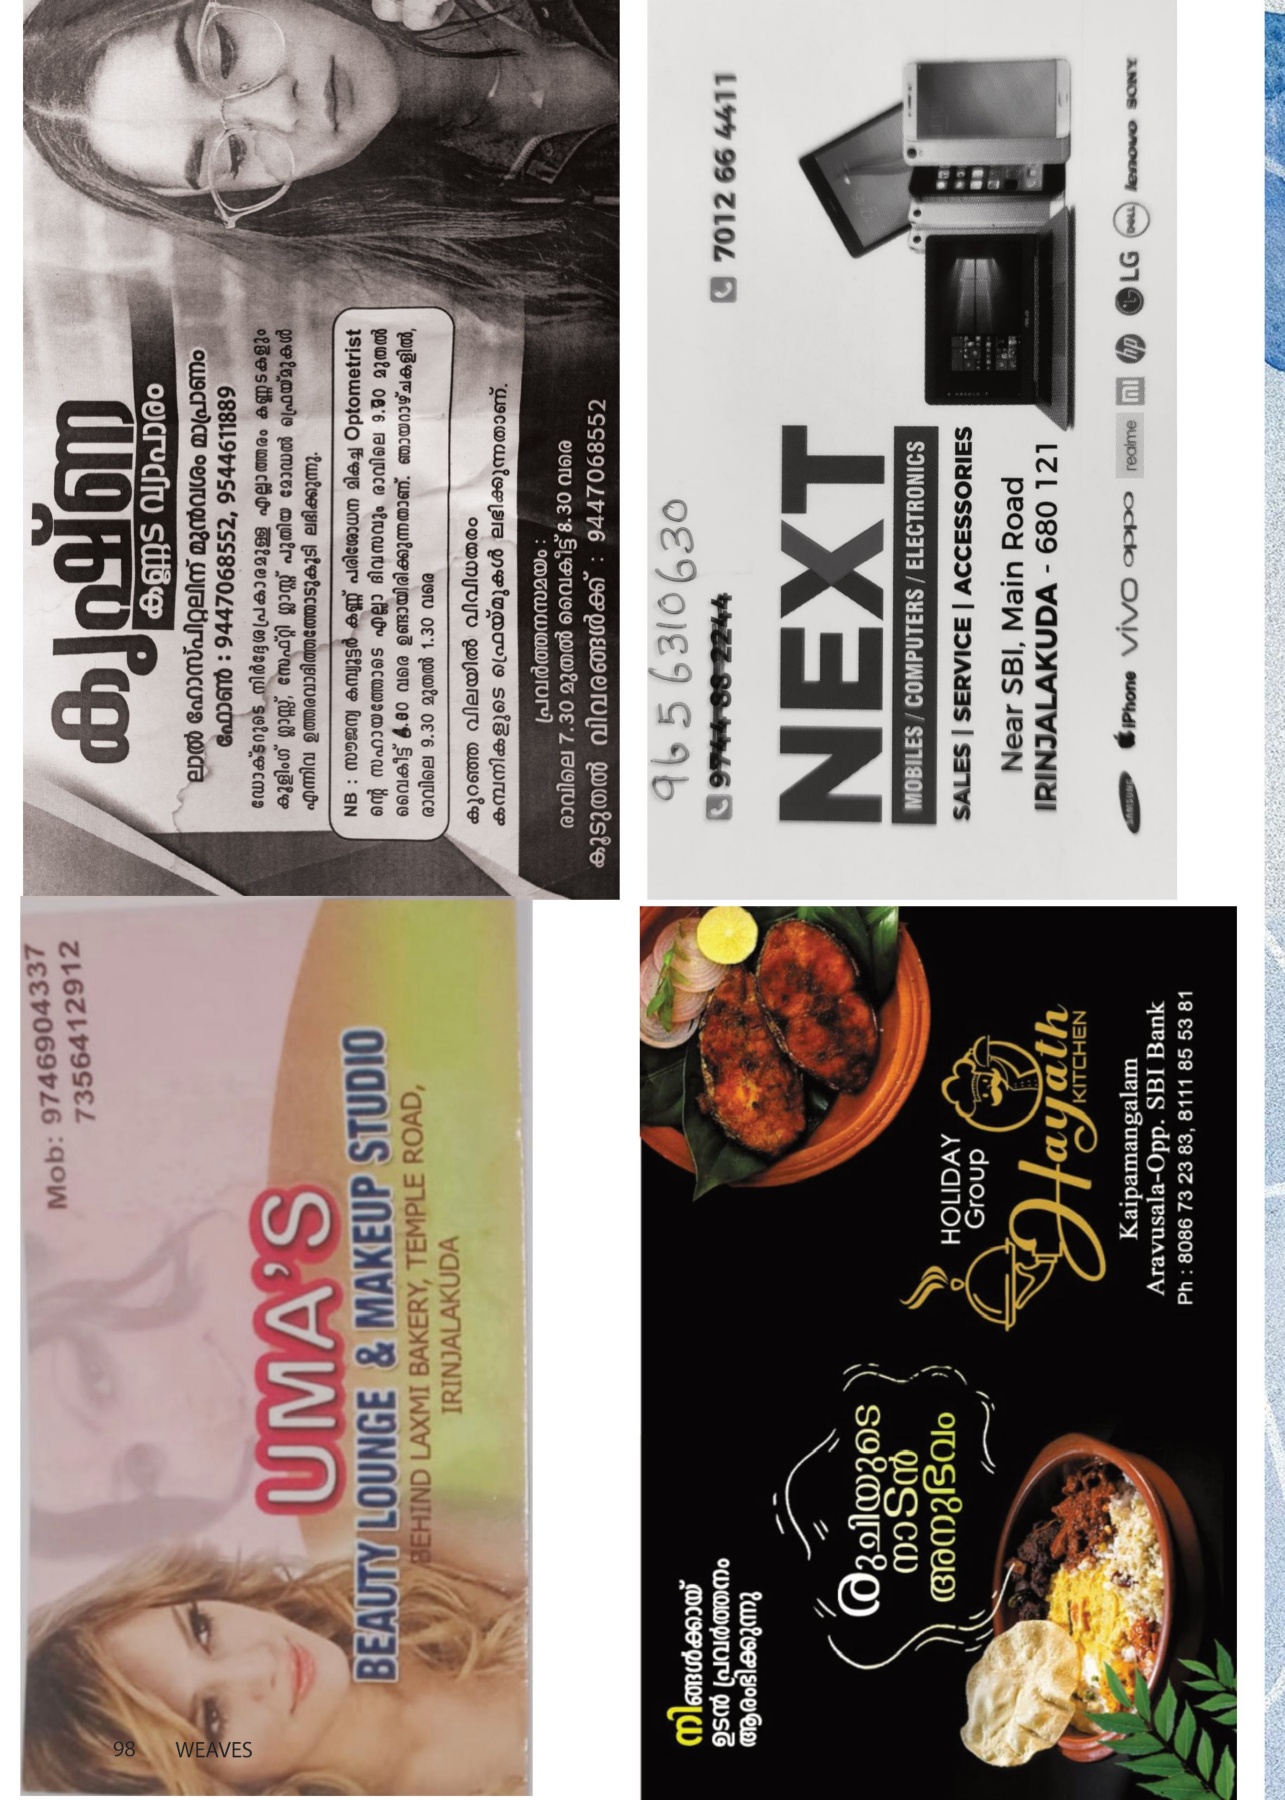 കൃഷ്ണ
കണ്ണട വ്യാപാരം
ലാൽ ഹോസ്പിറ്റലിന് മുൻവശം മാപ്രാണം
ഫോൺ : 9447068552, 9544611889
ഡോക്ടറുടെ നിർദ്ദേശപ്രകാരമുള്ള എല്ലാത്തരം കണ്ണടകളും
കൂളിംഗ് ഗ്ലാസ്സ്, സേഫ്റ്റി ഗ്ലാസ്സ് പുതിയ മോഡൽ ഫ്രെയ്മുകൾ
എന്നിവ ഉത്തരവാദിത്തത്തോടുകൂടി ലഭിക്കുന്നു.
NB : സൗജന്യ കമ്പ്യൂട്ടർ കണ്ണ് പരിശോധന മികച്ച Optometrist
ന്റെ സഹായത്തോടെ എല്ലാ ദിവസവും രാവിലെ 9.30 മുതൽ
വൈകീട്ട് 6.00 വരെ ഉണ്ടായിരിക്കുന്നതാണ്. ഞായറാഴ്ചകളിൽ,
രാവിലെ 9.30 മുതൽ 1.30 വരെ
കുറഞ്ഞ വിലയിൽ വിവിധതരം
കമ്പനികളുടെ ഫ്രെയ്മുകൾ ലഭിക്കുന്നതാണ്.
പ്രവർത്തനസമയം :
രാവിലെ 7.30 മുതൽ വൈകീട്ട് 8.30 വരെ
കൂടുതൽ വിവരങ്ങൾക്ക് : 9447068552
9656310630
9744 88 2244
7012 66 4411
NEXT
MOBILES / COMPUTERS / ELECTRONICS
SALES | SERVICE | ACCESSORIES
Near SBI, Main Road
IRINJALAKUDA - 680 121
SAMSUNG iPhone vivo oppo realme mi hp LG DELL lenovo SONY
Mob: 9746904337
7356412912
UMA'S
BEAUTY LOUNGE & MAKEUP STUDIO
BEHIND LAXMI BAKERY, TEMPLE ROAD,
IRINJALAKUDA
നിങ്ങൾക്കായ്
ഉടൻ പ്രവർത്തനം
ആരംഭിക്കുന്നു
രുചിയുടെ
നാടൻ
അനുഭവം
HOLIDAY
Group
Hayath
KITCHEN
Kaipamangalam
Aravusala-Opp. SBI Bank
Ph : 8086 73 23 83, 8111 85 53 81
98 WEAVES